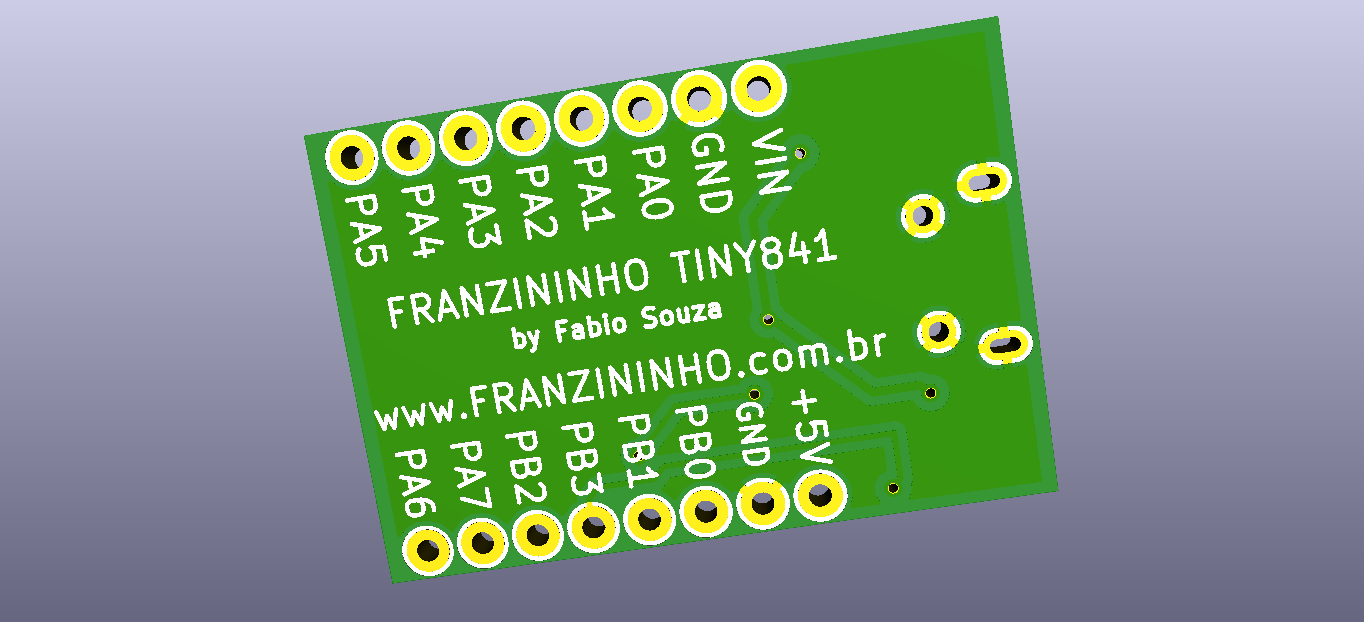 PA5 PA4 PA3 PA2 PA1 PA0 GND VIN
FRANZININHO TINY841
by Fabio Souza
www.FRANZININHO.com.br
PA6 PA7 PB2 PB3 PB1 PB0 GND +5V